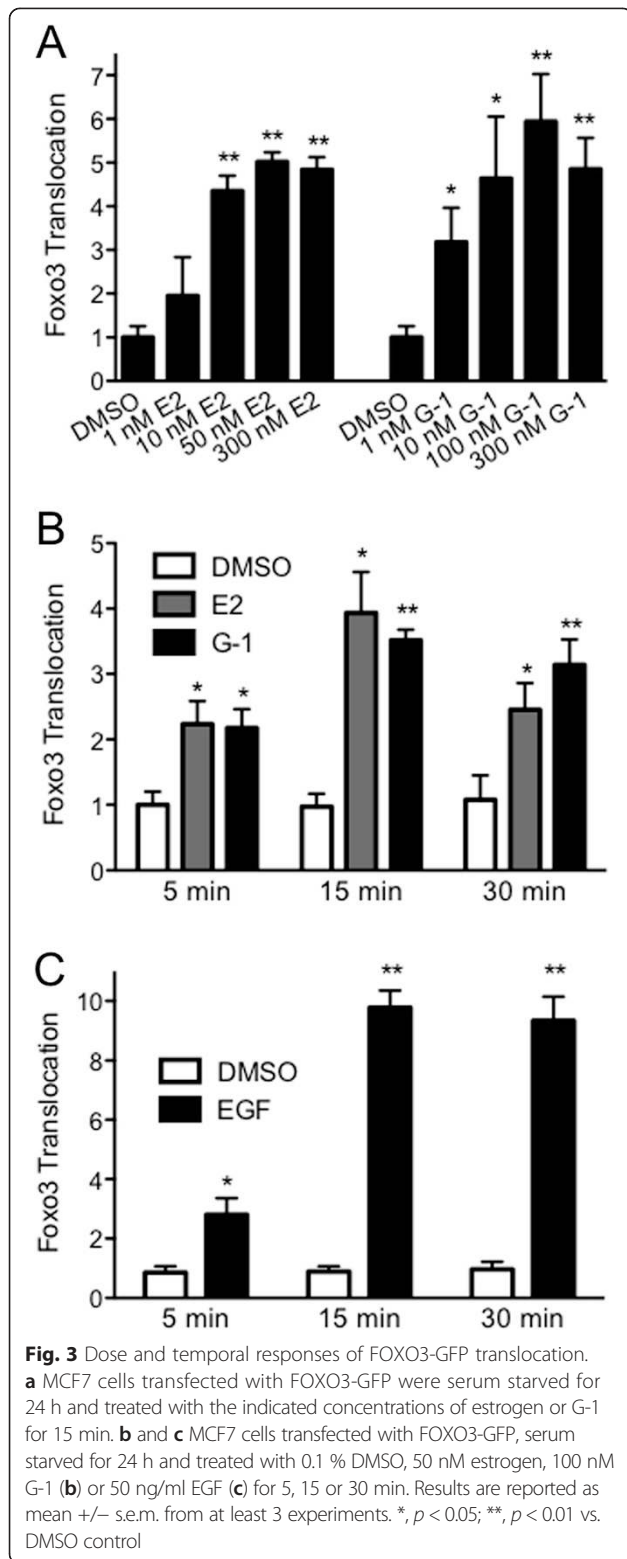 A
Foxo3 Translocation
7
6
5
4
3
2
1
0
** ** ** * * ** **
DMSO
1 nM E2
10 nM E2
50 nM E2
300 nM E2
DMSO
1 nM G-1
10 nM G-1
100 nM G-1
300 nM G-1
B
Foxo3 Translocation
5
4
3
2
1
0
DMSO
E2
G-1
* * * ** * **
5 min 15 min 30 min
C
Foxo3 Translocation
10
8
6
4
2
0
DMSO
EGF
* ** **
5 min 15 min 30 min
Fig. 3 Dose and temporal responses of FOXO3-GFP translocation.
a MCF7 cells transfected with FOXO3-GFP were serum starved for
24 h and treated with the indicated concentrations of estrogen or G-1
for 15 min. b and c MCF7 cells transfected with FOXO3-GFP, serum
starved for 24 h and treated with 0.1 % DMSO, 50 nM estrogen, 100 nM
G-1 (b) or 50 ng/ml EGF (c) for 5, 15 or 30 min. Results are reported as
mean +/− s.e.m. from at least 3 experiments. *, p < 0.05; **, p < 0.01 vs.
DMSO control